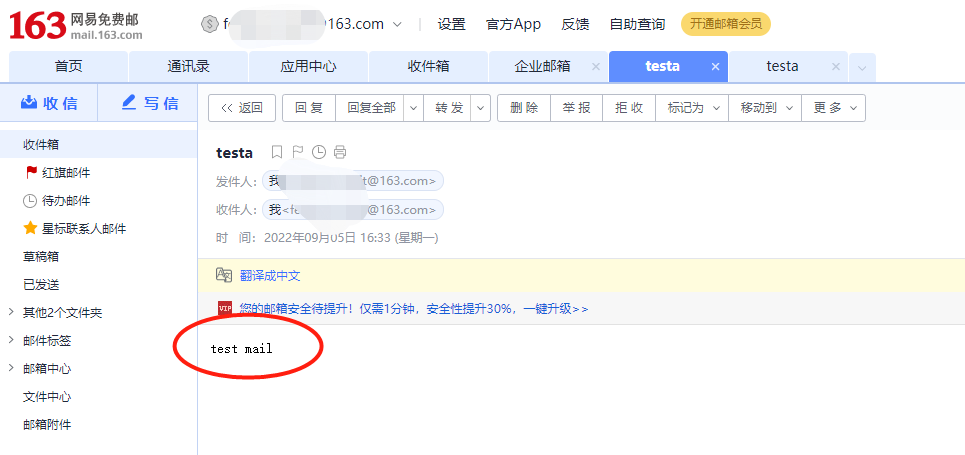 163 网易免费邮
mail.163.com
163.com
设置 官方App 反馈 自助查询 开通邮箱会员
首页 通讯录 应用中心 收件箱 企业邮箱 × testa × testa ×
收 信 写 信
<< 返回 回 复 回复全部 转 发 删 除 举 报 拒 收 标记为 移动到 更 多
收件箱
红旗邮件
待办邮件
星标联系人邮件
草稿箱
已发送
其他2个文件夹
邮件标签
邮箱中心
文件中心
邮箱附件
testa
发件人: 我 t@163.com>
收件人: 我<fe @163.com>
时 间: 2022年09月05日 16:33 (星期一)
翻译成中文
VIP 您的邮箱安全待提升！仅需1分钟，安全性提升30%，一键升级>>
test mail